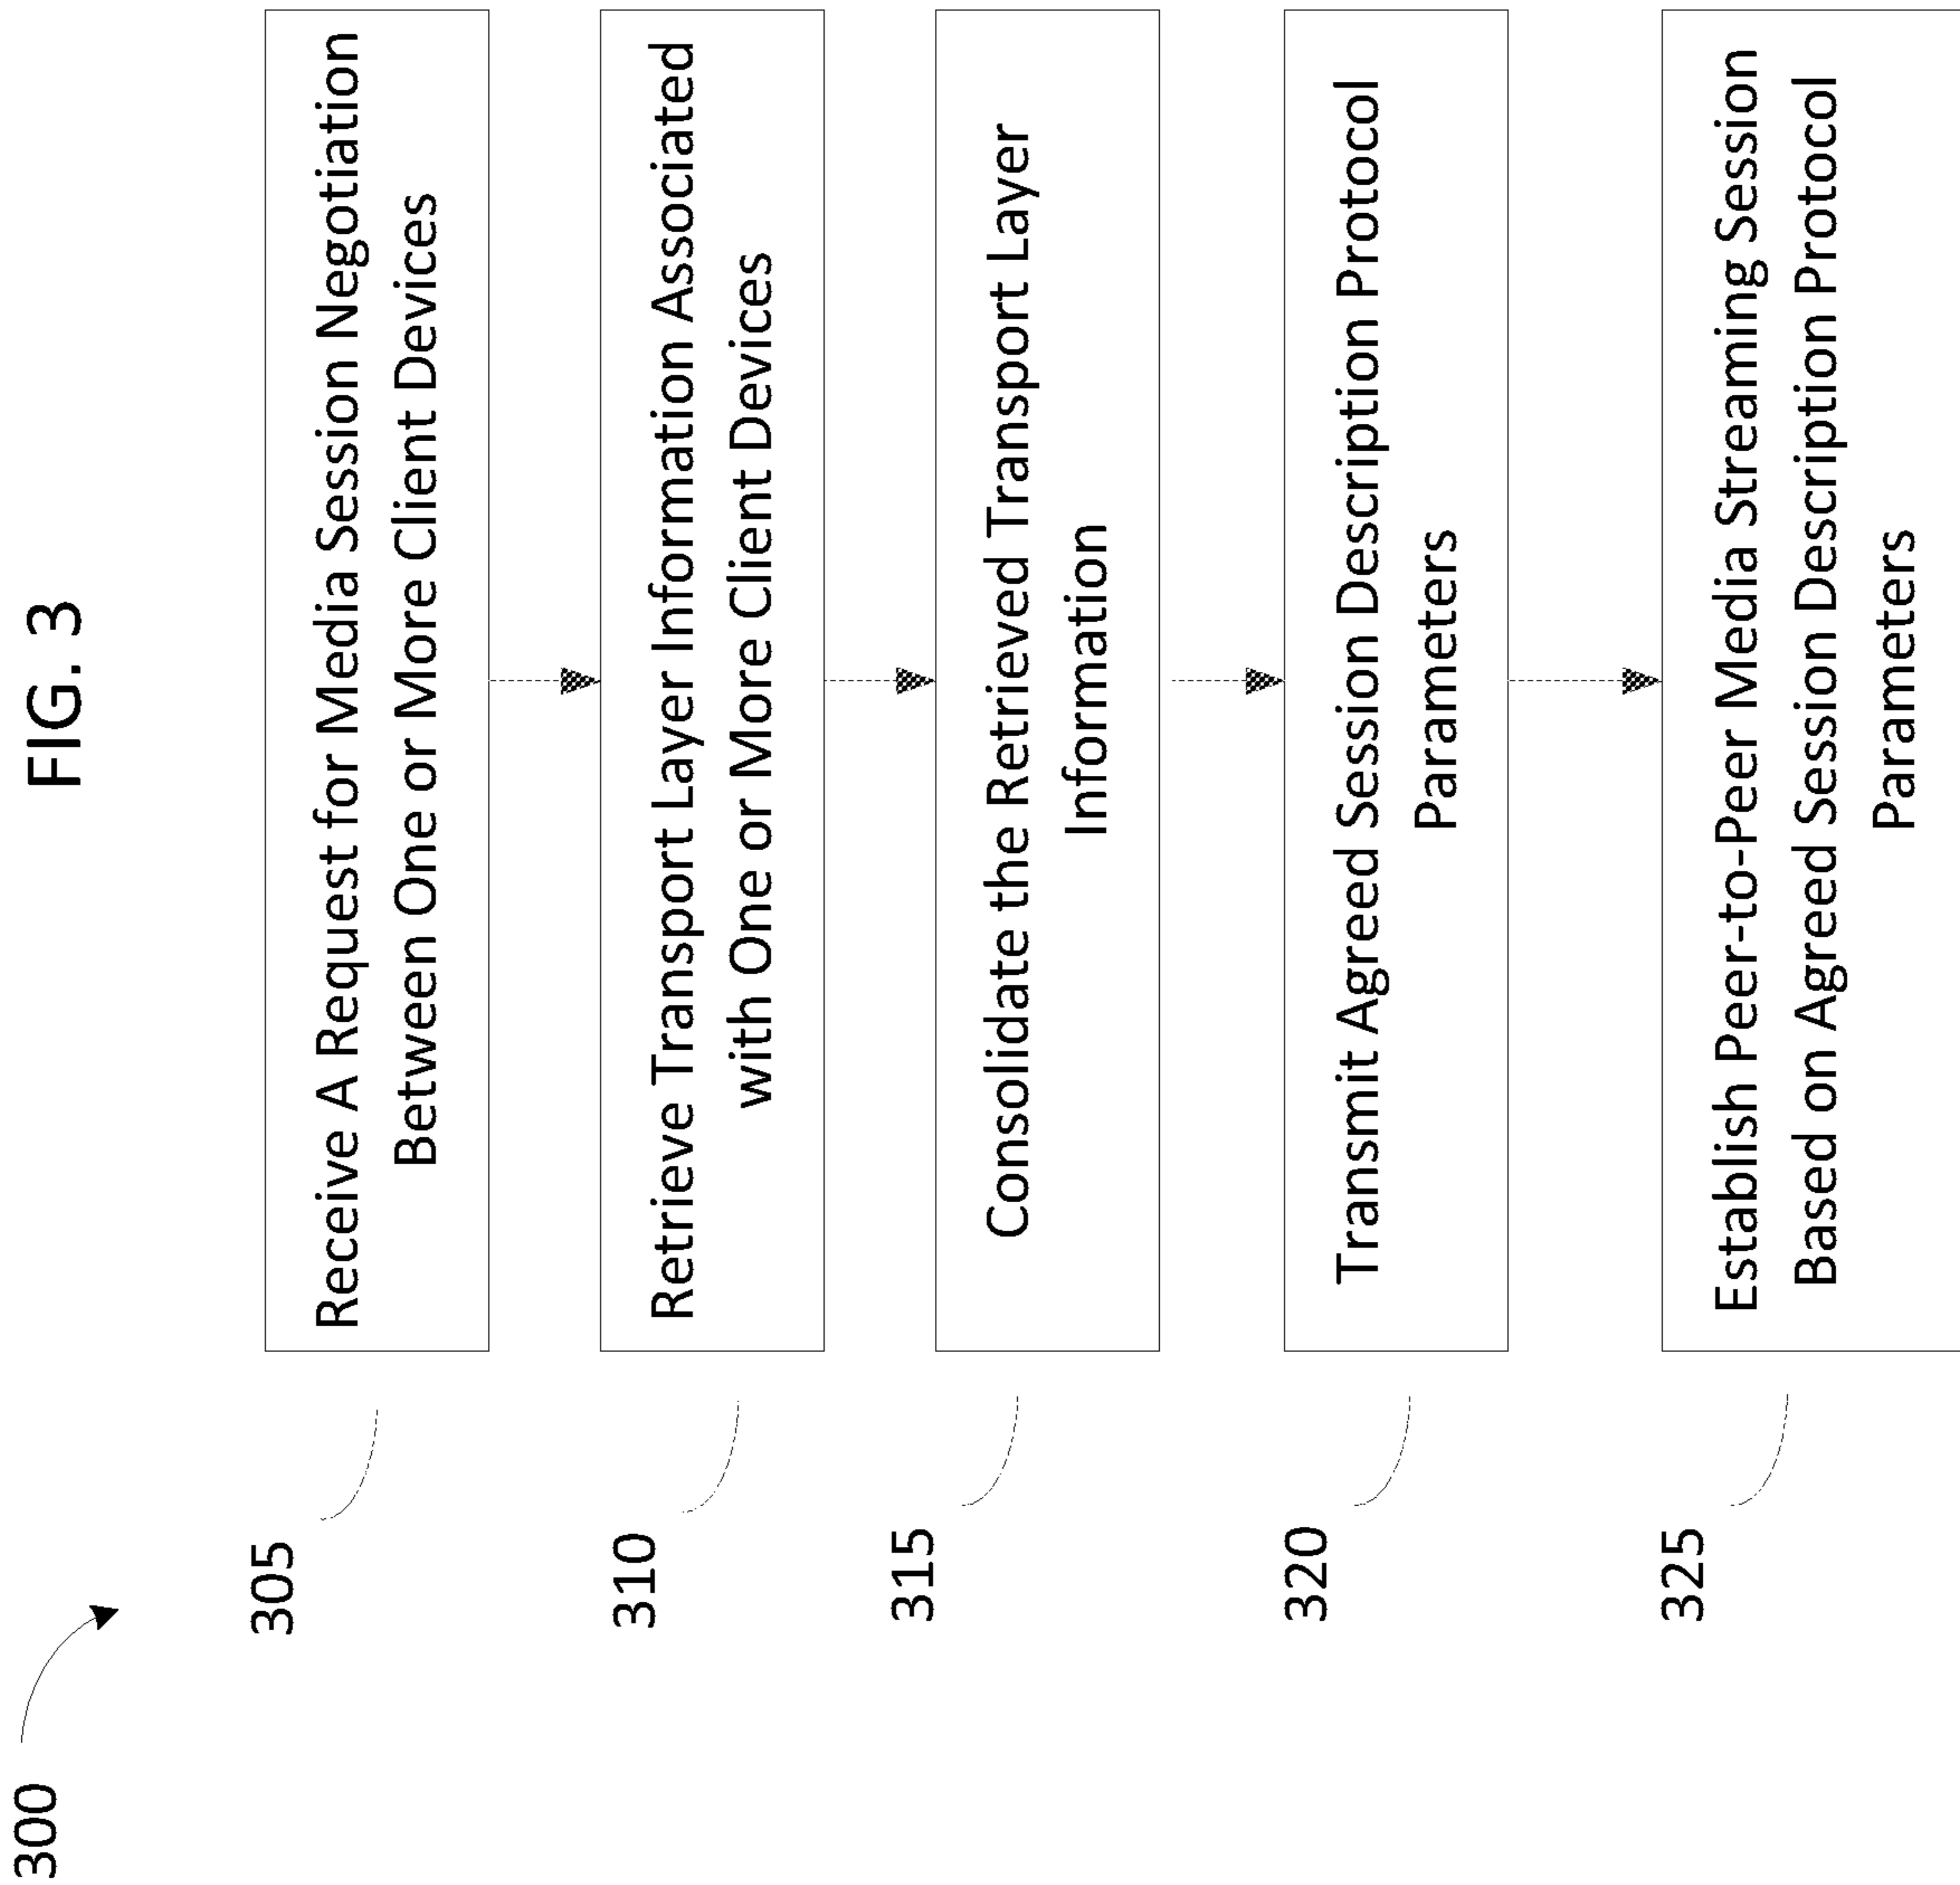 FIG. 3
300
305
Receive A Request for Media Session Negotiation
Between One or More Client Devices
310
Retrieve Transport Layer Information Associated
with One or More Client Devices
315
Consolidate the Retrieved Transport Layer
Information
320
Transmit Agreed Session Description Protocol
Parameters
325
Establish Peer-to-Peer Media Streaming Session
Based on Agreed Session Description Protocol
Parameters